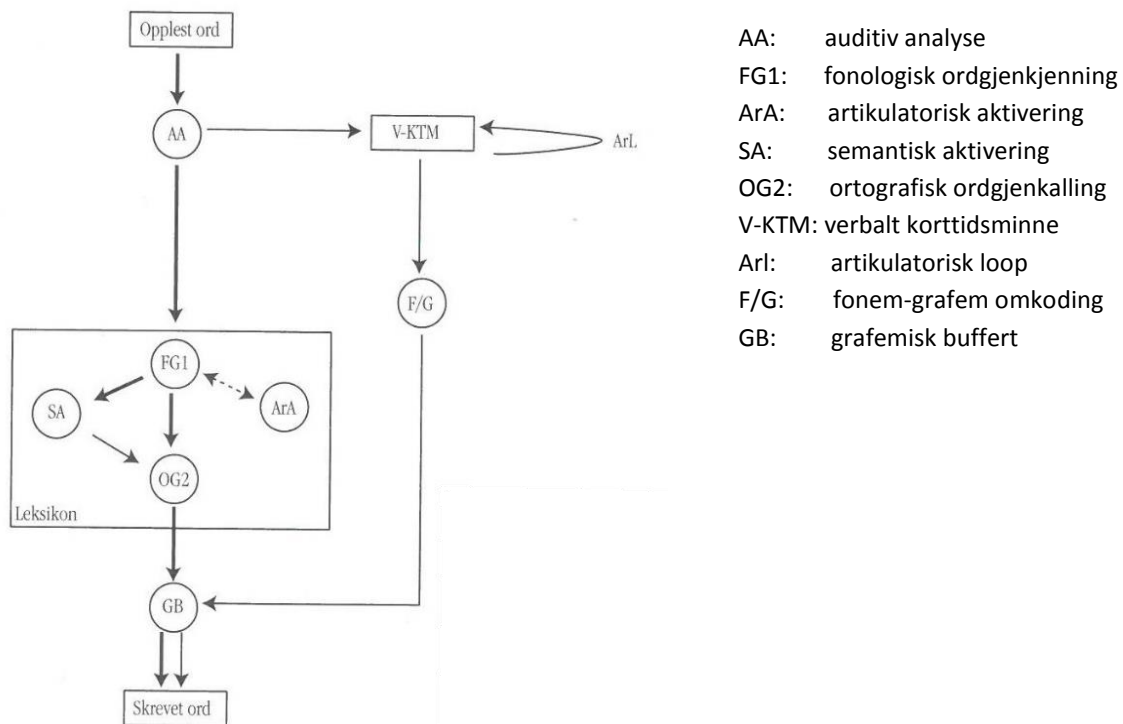 Opplest ord
AA
V-KTM
ArL
F/G
FG1
SA
ArA
OG2
Leksikon
GB
Skrevet ord
AA: auditiv analyse
FG1: fonologisk ordgjenkjenning
ArA: artikulatorisk aktivering
SA: semantisk aktivering
OG2: ortografisk ordgjenkalling
V-KTM: verbalt korttidsminne
Arl: artikulatorisk loop
F/G: fonem-grafem omkoding
GB: grafemisk buffert